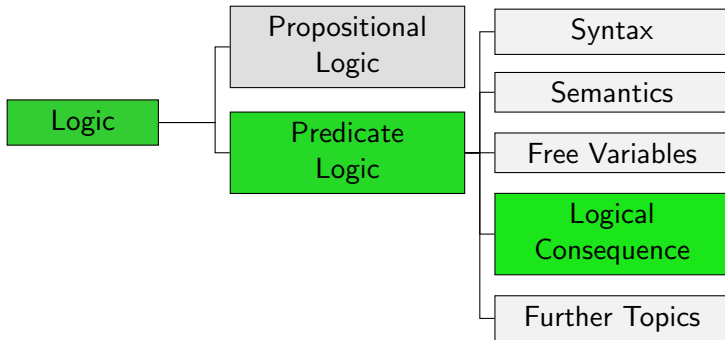 Logic
Propositional
Logic
Predicate
Logic
Syntax
Semantics
Free Variables
Logical
Consequence
Further Topics